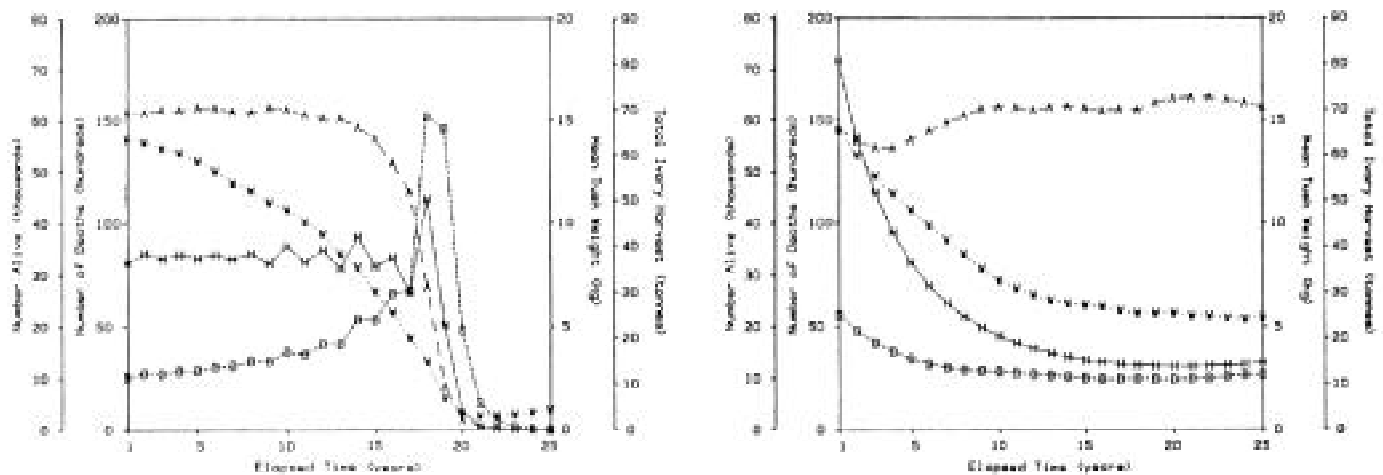 80 200 20 90
70 80
60 150 15 70
50 60
40 100 10 50
30 40
20 50 5 30
20
10 10
0 0 0 0
1 5 10 15 20 25
Number Alive (thousands)
Number of Deaths (hundreds)
Mean Tusk Weight (kg)
Total Ivory Harvest (tonnes)
Elapsed Time (years)
80 200 20 90
70 80
60 150 15 70
50 60
40 100 10 50
30 40
20 50 5 30
20
10 10
0 0 0 0
1 5 10 15 20 25
Number Alive (thousands)
Number of Deaths (hundreds)
Mean Tusk Weight (kg)
Total Ivory Harvest (tonnes)
Elapsed Time (years)